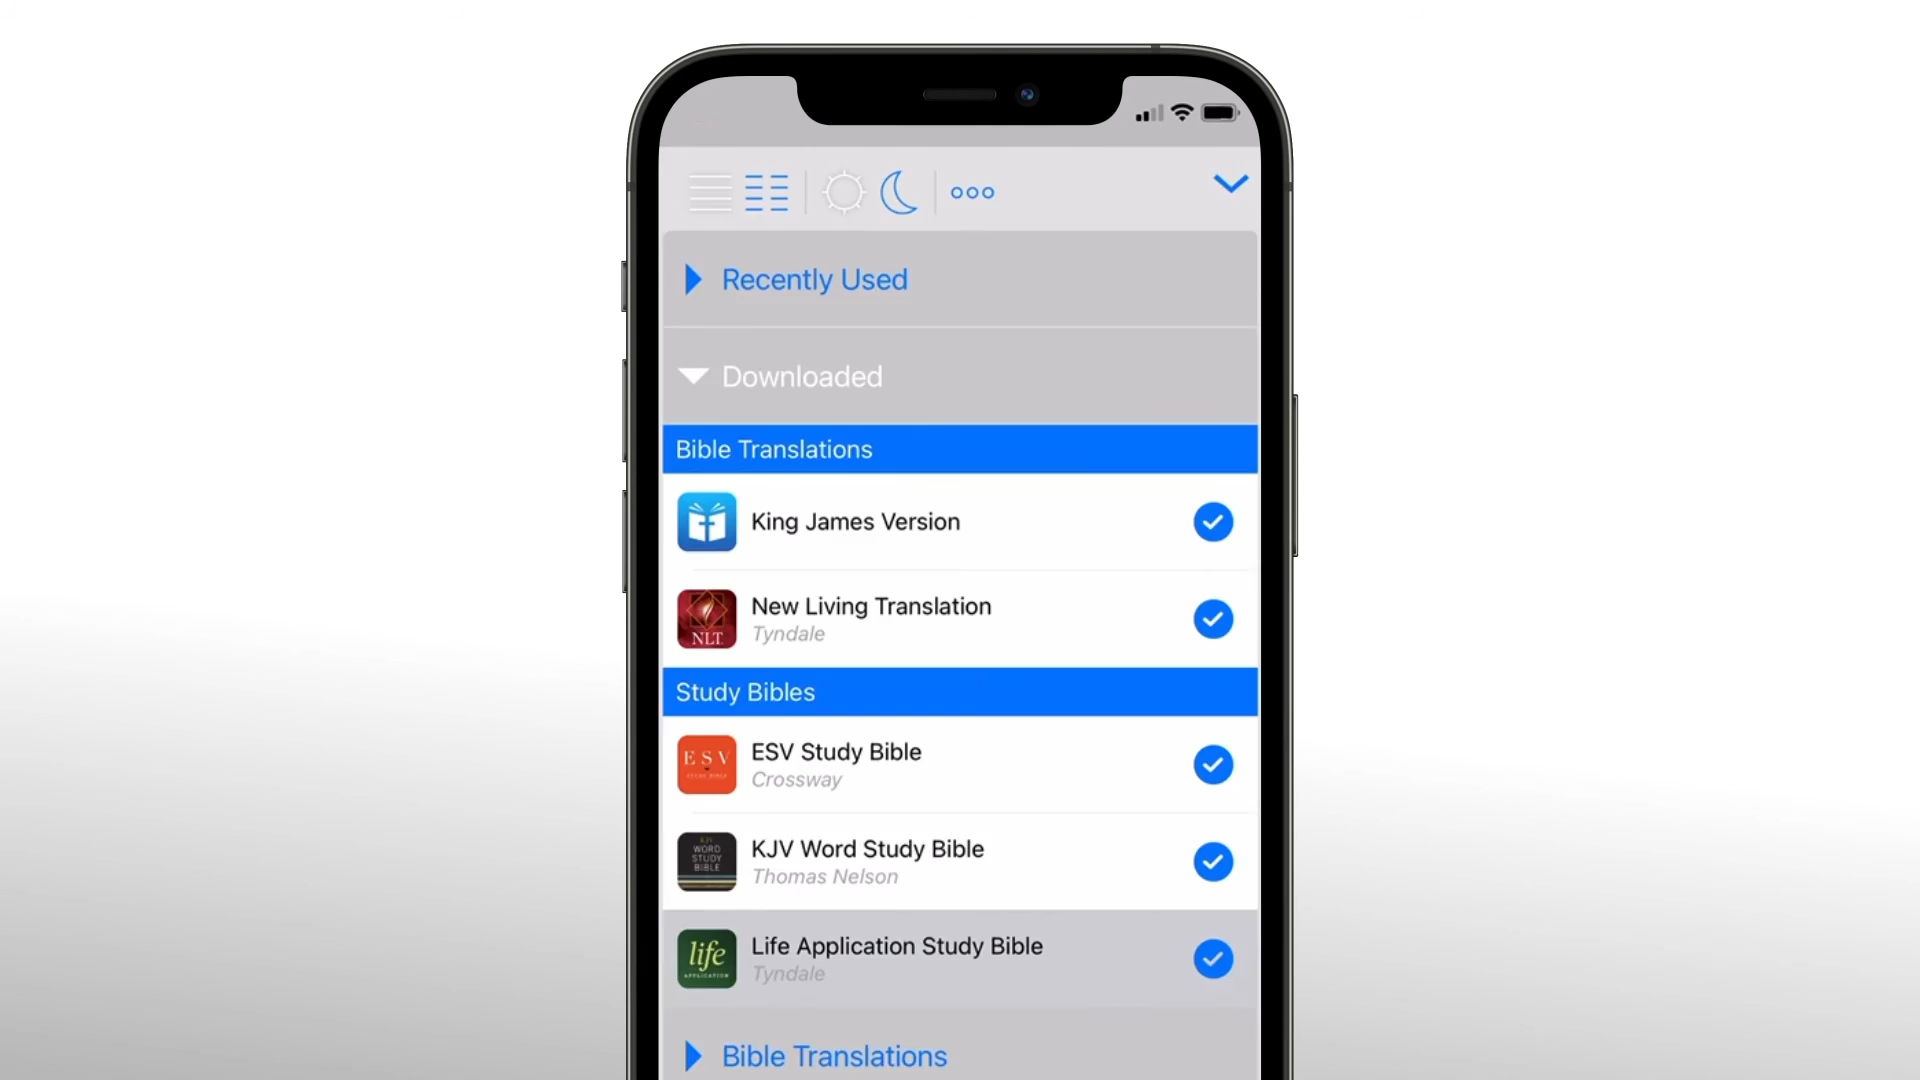 Recently Used
Downloaded
Bible Translations
King James Version
NLT
New Living Translation
Tyndale
Study Bibles
ESV
STUDY BIBLE
ESV Study Bible
Crossway
KJV
WORD
STUDY
BIBLE
KJV Word Study Bible
Thomas Nelson
life
APPLICATION
Life Application Study Bible
Tyndale
Bible Translations